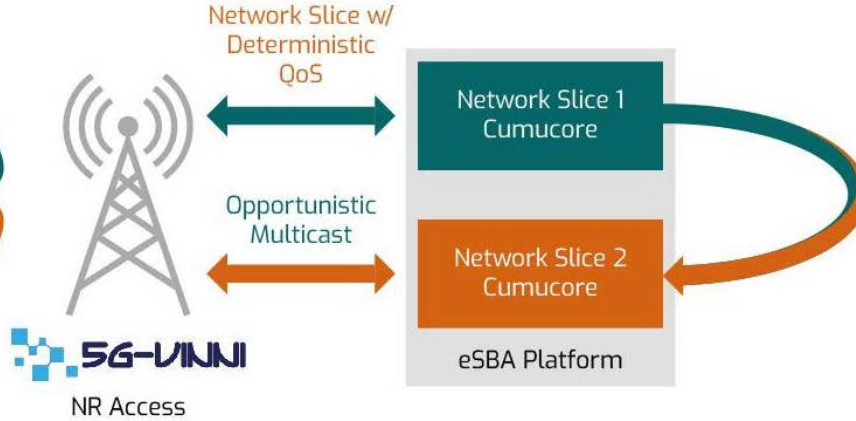 Network Slice w/
Deterministic
QoS
Network Slice 1
Cumucore
Opportunistic
Multicast
Network Slice 2
Cumucore
5G-VINNI
eSBA Platform
NR Access